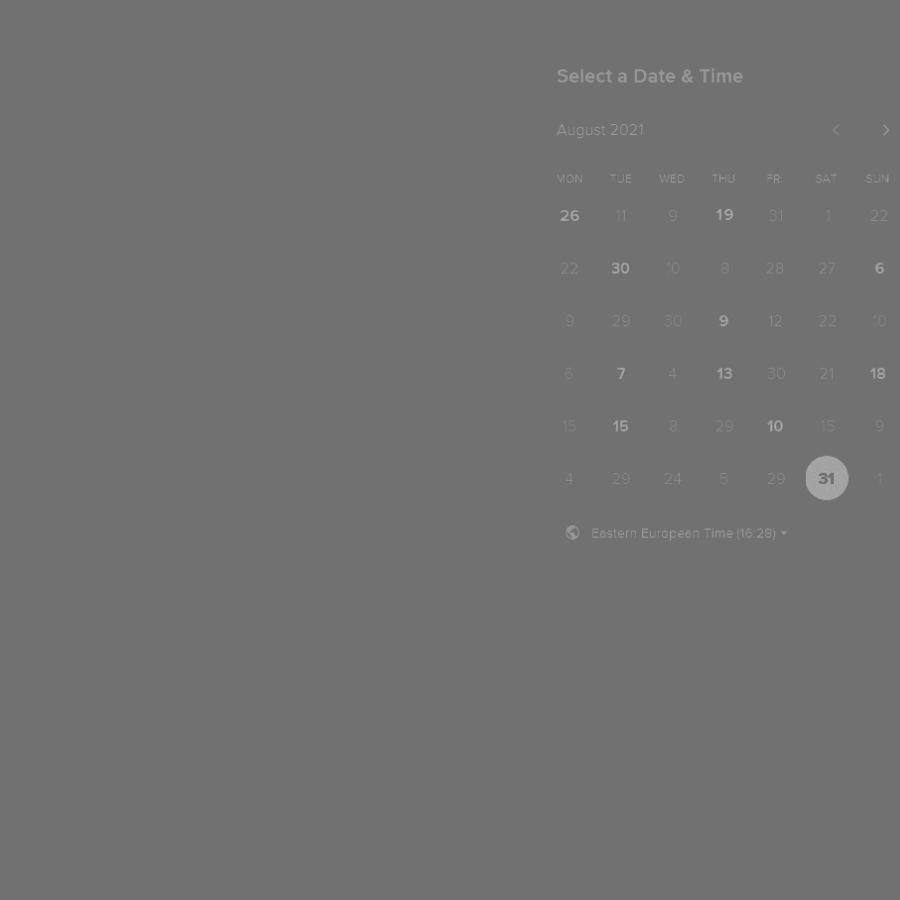 Select a Date & Time
August 2021
MON TUE WED THU FRI SAT SUN
26 11 9 19 31 1 22
22 30 10 8 28 27 6
9 29 30 9 12 22 10
6 7 4 13 30 21 18
15 15 8 29 10 15 9
4 29 24 5 29 31 1
Eastern European Time (16:28)